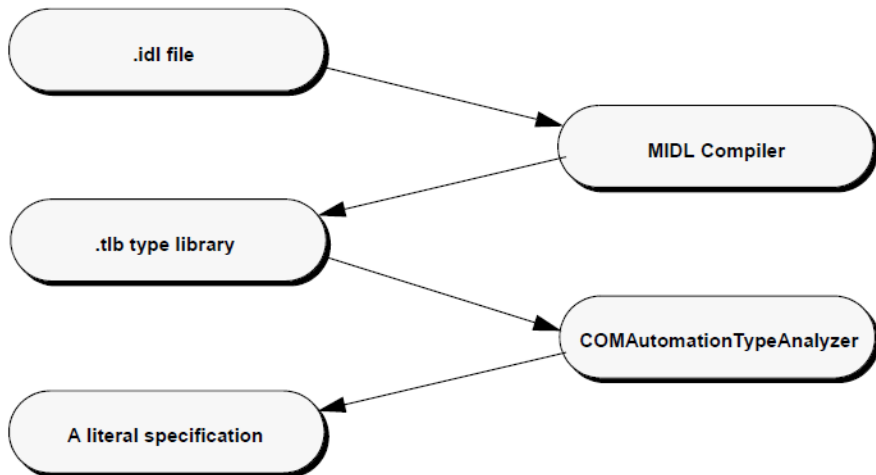 .idl file
MIDL Compiler
.tlb type library
COMAutomationTypeAnalyzer
A literal specification